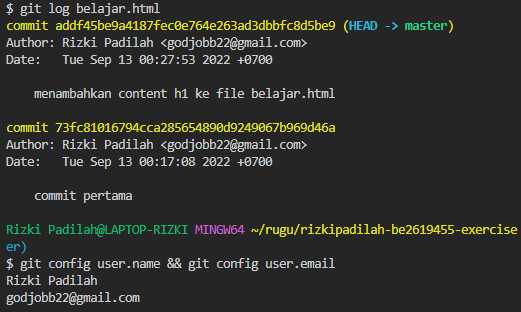 $ git log belajar.html
commit addf45be9a4187fec0e764e263ad3dbbfc8d5be9 (HEAD -> master)
Author: Rizki Padilah <godjobb22@gmail.com>
Date:   Tue Sep 13 00:27:53 2022 +0700
    menambahkan content h1 ke file belajar.html
commit 73fc81016794cca285654890d9249067b969d46a
Author: Rizki Padilah <godjobb22@gmail.com>
Date:   Tue Sep 13 00:17:08 2022 +0700
    commit pertama
Rizki Padilah@LAPTOP-RIZKI MINGW64 ~/rugu/rizkipadilah-be2619455-exercise
er)
$ git config user.name && git config user.email
Rizki Padilah
godjobb22@gmail.com